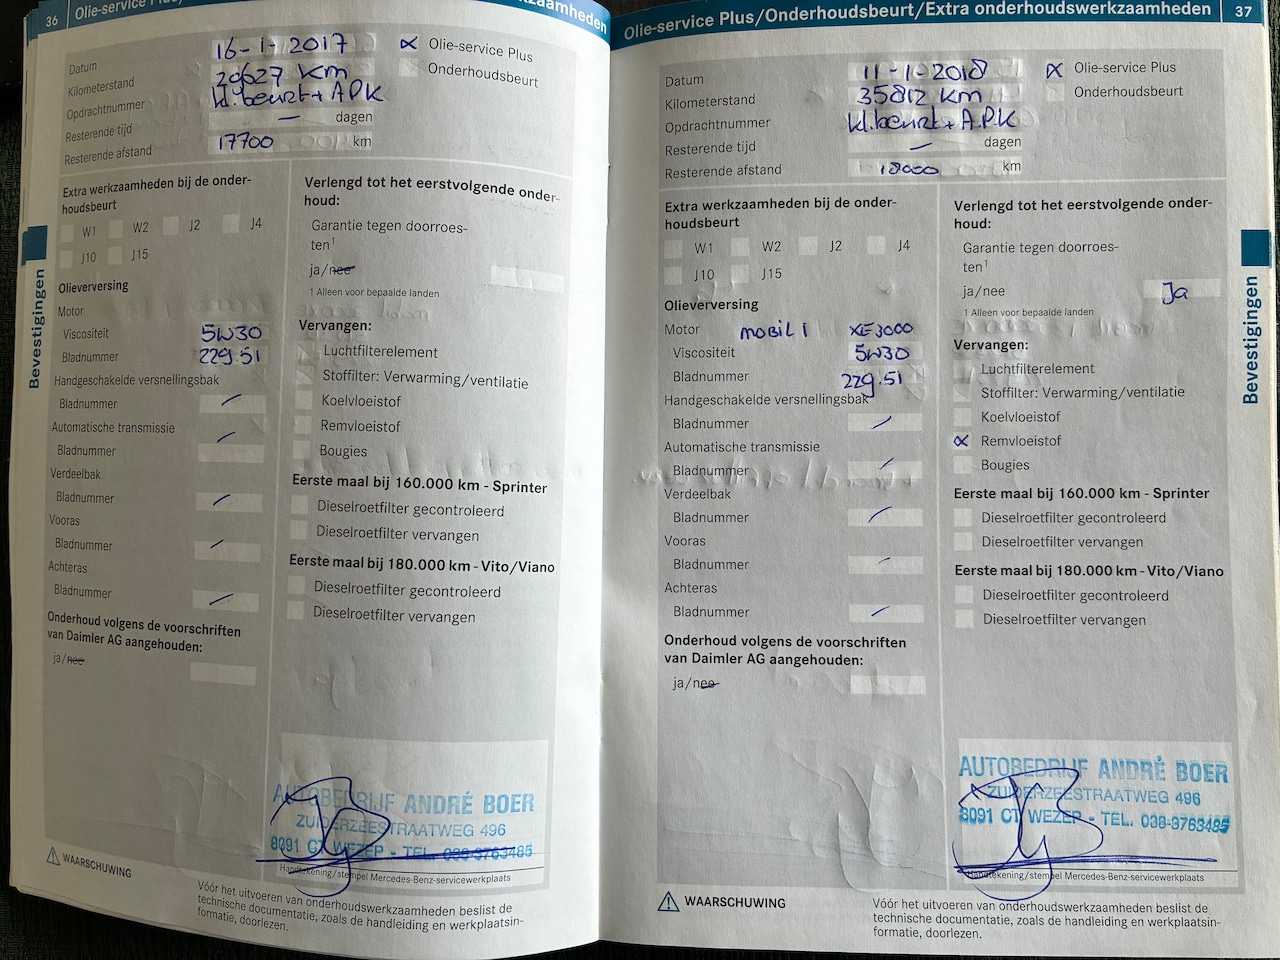 36 Olie-service Plus/
kzaamheden
Datum 16-1-2017
Kilometerstand 29627 km
Opdrachtnummer kl.beurt + APK
Resterende tijd — dagen
Resterende afstand 17700 km
Olie-service Plus
Onderhoudsbeurt
Extra werkzaamheden bij de onder-
houdsbeurt
W1 W2 J2 J4
J10 J15
Olieverversing
Motor
Viscositeit 5W30
Bladnummer 229.51
Handgeschakelde versnellingsbak
Bladnummer
Automatische transmissie
Bladnummer
Verdeelbak
Bladnummer
Vooras
Bladnummer
Achteras
Bladnummer
Onderhoud volgens de voorschriften
van Daimler AG aangehouden:
ja/nee
Verlengd tot het eerstvolgende onder-
houd:
Garantie tegen doorroes-
ten1
ja/nee
1 Alleen voor bepaalde landen
Vervangen:
Luchtfilterelement
Stoffilter: Verwarming/ventilatie
Koelvloeistof
Remvloeistof
Bougies
Eerste maal bij 160.000 km - Sprinter
Dieselroetfilter gecontroleerd
Dieselroetfilter vervangen
Eerste maal bij 180.000 km - Vito/Viano
Dieselroetfilter gecontroleerd
Dieselroetfilter vervangen
AUTOBEDRIJF ANDRÉ BOER
ZUIDERZEESTRAATWEG 496
8091 CT WEZEP - TEL. 038-3763485
Handtekening/stempel Mercedes-Benz-servicewerkplaats
WAARSCHUWING
Vóór het uitvoeren van onderhoudswerkzaamheden beslist de
technische documentatie, zoals de handleiding en werkplaatsin-
formatie, doorlezen.
Bevestigingen
Olie-service Plus/Onderhoudsbeurt/Extra onderhoudswerkzaamheden 37
Datum 11-1-2018
Kilometerstand 35812 km
Opdrachtnummer kl.beurt + APK
Resterende tijd — dagen
Resterende afstand 18000 km
Olie-service Plus
Onderhoudsbeurt
Extra werkzaamheden bij de onder-
houdsbeurt
W1 W2 J2 J4
J10 J15
Olieverversing
Motor mobil 1 XE3000
Viscositeit 5W30
Bladnummer 229.51
Handgeschakelde versnellingsbak
Bladnummer
Automatische transmissie
Bladnummer
Verdeelbak
Bladnummer
Vooras
Bladnummer
Achteras
Bladnummer
Onderhoud volgens de voorschriften
van Daimler AG aangehouden:
ja/nee
Verlengd tot het eerstvolgende onder-
houd:
Garantie tegen doorroes-
ten1
ja/nee Ja
1 Alleen voor bepaalde landen
Vervangen:
Luchtfilterelement
Stoffilter: Verwarming/ventilatie
Koelvloeistof
Remvloeistof
Bougies
Eerste maal bij 160.000 km - Sprinter
Dieselroetfilter gecontroleerd
Dieselroetfilter vervangen
Eerste maal bij 180.000 km - Vito/Viano
Dieselroetfilter gecontroleerd
Dieselroetfilter vervangen
AUTOBEDRIJF ANDRÉ BOER
ZUIDERZEESTRAATWEG 496
8091 CT WEZEP - TEL. 038-3763485
Handtekening/stempel Mercedes-Benz-servicewerkplaats
WAARSCHUWING
Vóór het uitvoeren van onderhoudswerkzaamheden beslist de
technische documentatie, zoals de handleiding en werkplaatsin-
formatie, doorlezen.
Bevestigingen